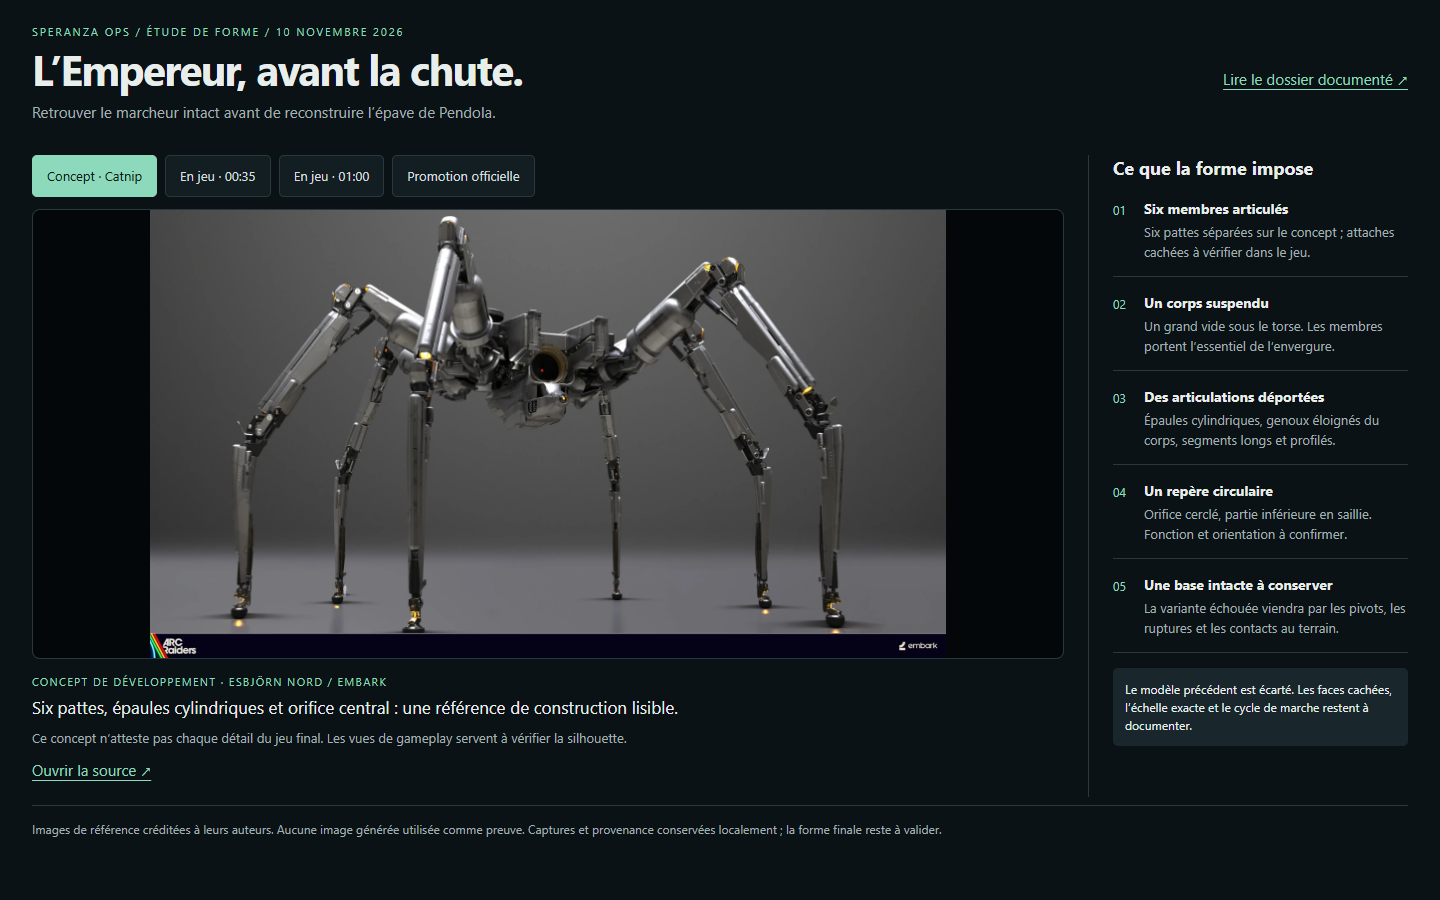 SPERANZA OPS / ÉTUDE DE FORME / 10 NOVEMBRE 2026
L’Empereur, avant la chute.
Retrouver le marcheur intact avant de reconstruire l’épave de Pendola.
Lire le dossier documenté ↗
Concept · Catnip
En jeu · 00:35
En jeu · 01:00
Promotion officielle
ARC
Raiders
embark
CONCEPT DE DÉVELOPPEMENT · ESBJÖRN NORD / EMBARK
Six pattes, épaules cylindriques et orifice central : une référence de construction lisible.
Ce concept n’atteste pas chaque détail du jeu final. Les vues de gameplay servent à vérifier la silhouette.
Ouvrir la source ↗
Ce que la forme impose
01 Six membres articulés
Six pattes séparées sur le concept ; attaches
cachées à vérifier dans le jeu.
02 Un corps suspendu
Un grand vide sous le torse. Les membres
portent l’essentiel de l’envergure.
03 Des articulations déportées
Épaules cylindriques, genoux éloignés du
corps, segments longs et profilés.
04 Un repère circulaire
Orifice cerclé, partie inférieure en saillie.
Fonction et orientation à confirmer.
05 Une base intacte à conserver
La variante échouée viendra par les pivots, les
ruptures et les contacts au terrain.
Le modèle précédent est écarté. Les faces cachées,
l’échelle exacte et le cycle de marche restent à
documenter.
Images de référence créditées à leurs auteurs. Aucune image générée utilisée comme preuve. Captures et provenance conservées localement ; la forme finale reste à valider.